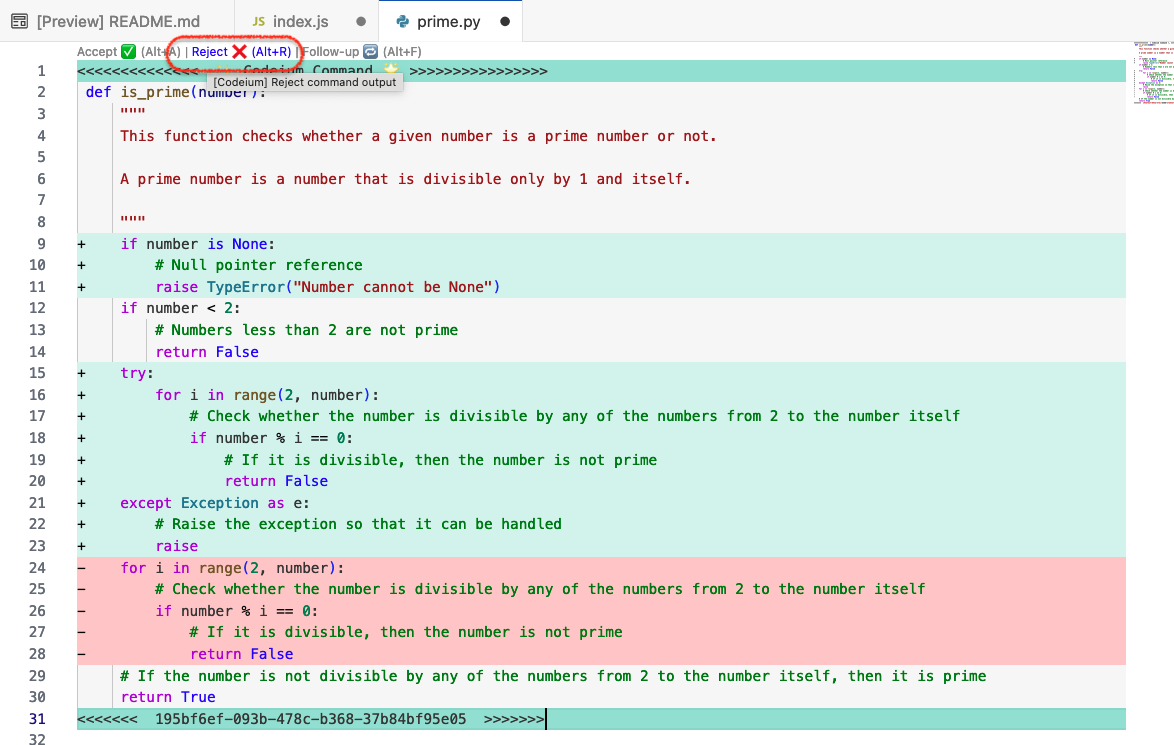 [Preview] README.md
JS index.js
prime.py
Accept ✅ (Alt+A) | Reject ❌ (Alt+R) | Follow-up 🔁 (Alt+F)
[Codeium] Reject command output
1 <<<<<<<<<<<<<< Codeium Command 🌟 >>>>>>>>>>>>>>>>
2 def is_prime(number):
3 """
4 This function checks whether a given number is a prime number or not.
5
6 A prime number is a number that is divisible only by 1 and itself.
7
8 """
9 + if number is None:
10 + # Null pointer reference
11 + raise TypeError("Number cannot be None")
12 if number < 2:
13 # Numbers less than 2 are not prime
14 return False
15 + try:
16 + for i in range(2, number):
17 + # Check whether the number is divisible by any of the numbers from 2 to the number itself
18 + if number % i == 0:
19 + # If it is divisible, then the number is not prime
20 + return False
21 + except Exception as e:
22 + # Raise the exception so that it can be handled
23 + raise
24 − for i in range(2, number):
25 − # Check whether the number is divisible by any of the numbers from 2 to the number itself
26 − if number % i == 0:
27 − # If it is divisible, then the number is not prime
28 − return False
29 # If the number is not divisible by any of the numbers from 2 to the number itself, then it is prime
30 return True
31 <<<<<<< 195bf6ef-093b-478c-b368-37b84bf95e05 >>>>>>>
32